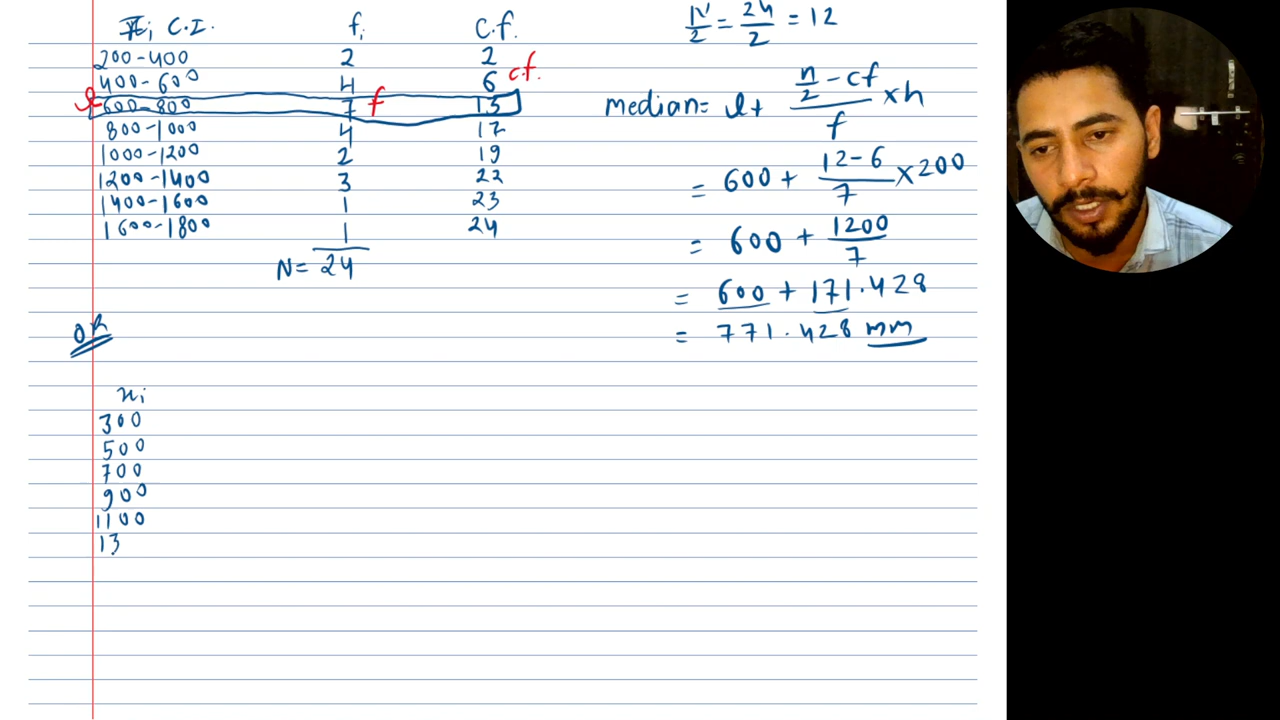 C.I. fi c.f.
200-400 2 2
400-600 4 6 cf.
l 600-800 7 f 13
800-1000 4 17
1000-1200 2 19
1200-1400 3 22
1400-1600 1 23
1600-1800 1 24
N= 24
N/2 = 24/2 = 12
median= l+ (n/2 - cf)/f ×h
= 600 + (12-6)/7 ×200
= 600 + 1200/7
= 600 + 171.428
= 771.428 mm
OR
xi
300
500
700
900
1100
13